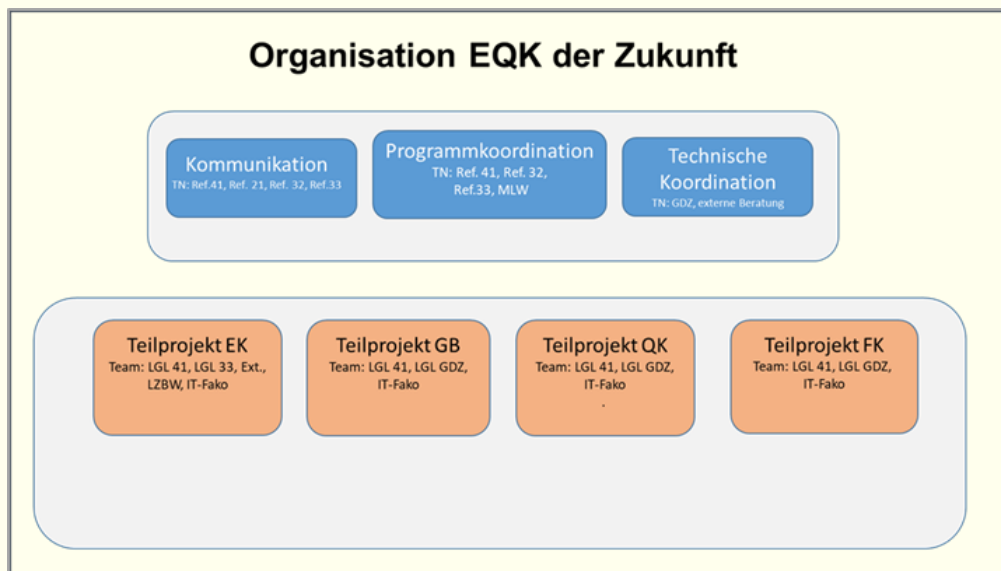 Organisation EQK der Zukunft
Kommunikation
TN: Ref.41, Ref. 21, Ref. 32, Ref.33
Programmkoordination
TN: Ref. 41, Ref. 32,
Ref.33, MLW
Technische
Koordination
TN: GDZ, externe Beratung
Teilprojekt EK
Team: LGL 41, LGL 33, Ext.,
LZBW, IT-Fako
Teilprojekt GB
Team: LGL 41, LGL GDZ,
IT-Fako
Teilprojekt QK
Team: LGL 41, LGL GDZ,
IT-Fako
.
Teilprojekt FK
Team: LGL 41, LGL GDZ,
IT-Fako